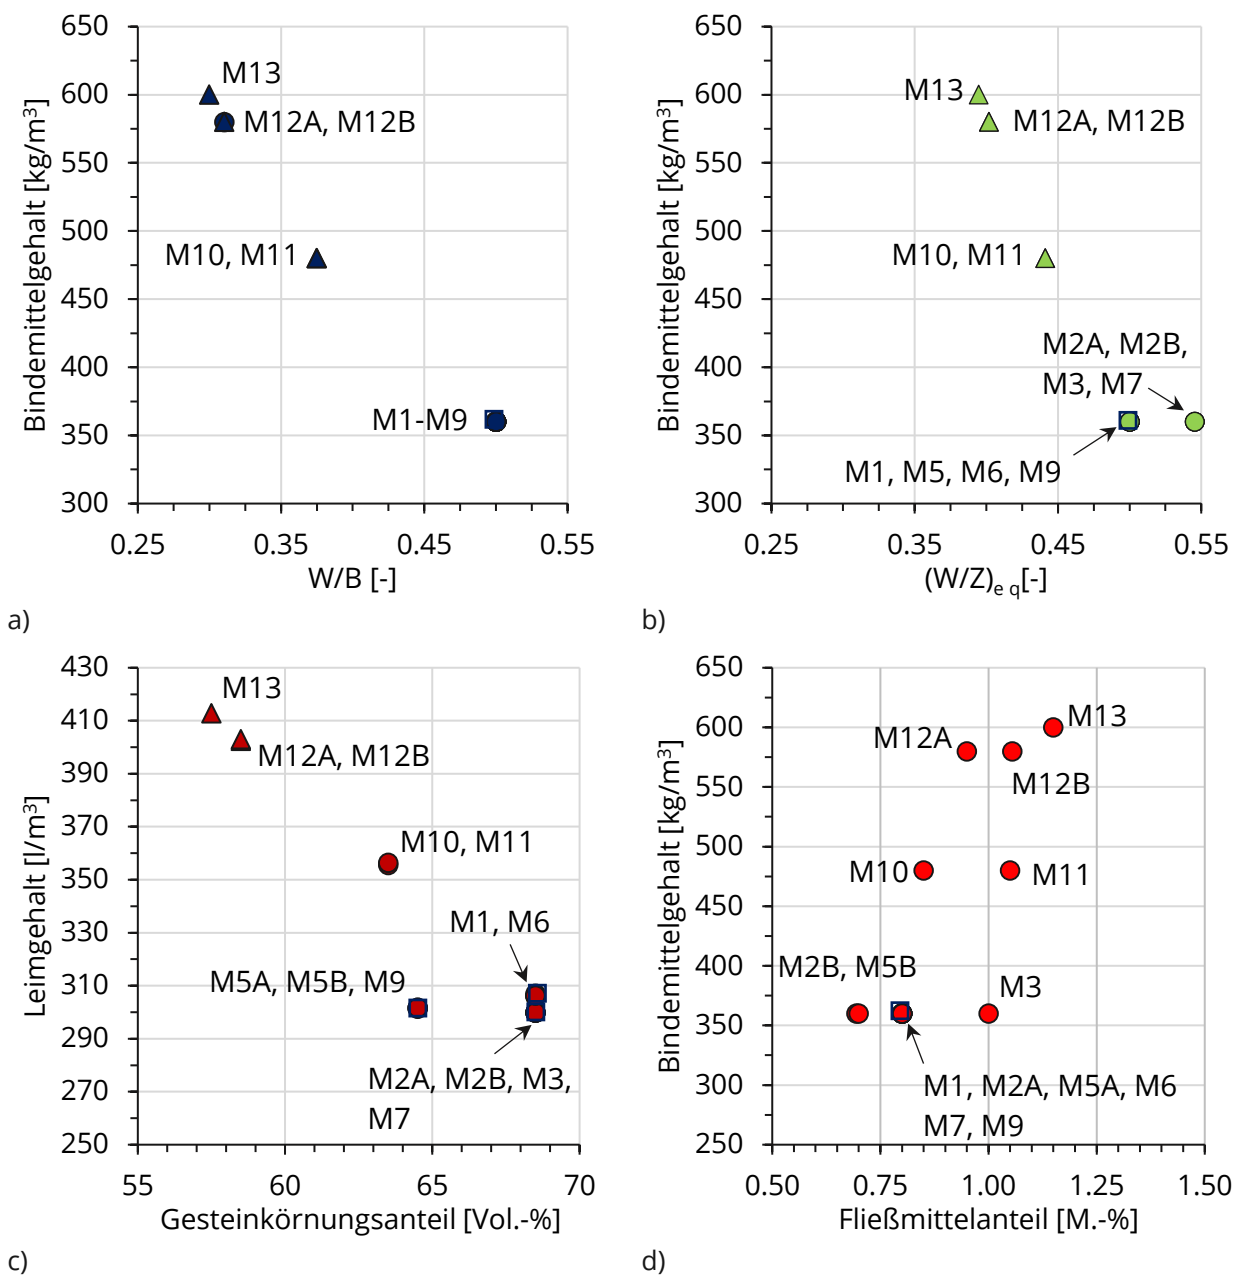 650
600
550
500
450
400
350
300
Bindemittelgehalt [kg/m³]
M13
M12A, M12B
M10, M11
M1-M9
0.25 0.35 0.45 0.55
W/B [-]
a)
650
600
550
500
450
400
350
300
Bindemittelgehalt [kg/m³]
M13
M12A, M12B
M10, M11
M2A, M2B,
M3, M7
M1, M5, M6, M9
0.25 0.35 0.45 0.55
(W/Z)e q[-]
b)
430
410
390
370
350
330
310
290
270
250
Leimgehalt [l/m³]
M13
M12A, M12B
M10, M11
M1, M6
M5A, M5B, M9
M2A, M2B, M3,
M7
55 60 65 70
Gesteinkörnungsanteil [Vol.-%]
c)
650
600
550
500
450
400
350
300
250
Bindemittelgehalt [kg/m³]
M13
M12A
M12B
M10
M11
M2B, M5B
M3
M1, M2A, M5A, M6
M7, M9
0.50 0.75 1.00 1.25 1.50
Fließmittelanteil [M.-%]
d)